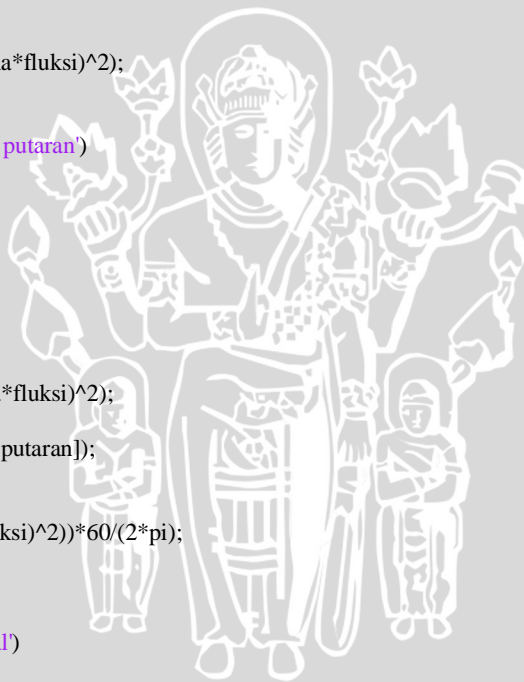 a*fluksi)^2);
putaran')
*fluksi)^2);
putaran]);
ksi)^2))*60/(2*pi);
l')